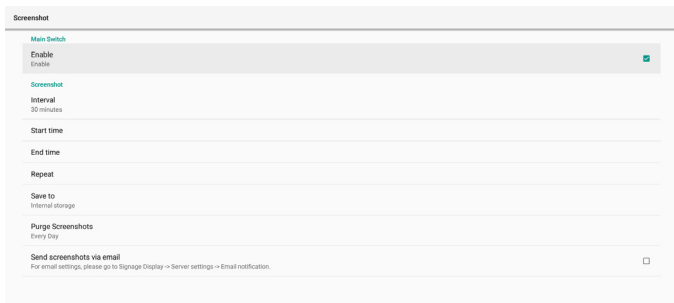 Screenshot
Main Switch
Enable
Enable
Screenshot
Interval
30 minutes
Start time
End time
Repeat
Save to
Internal storage
Purge Screenshots
Every Day
Send screenshots via email
For email settings, please go to Signage Display -> Server settings -> Email notification.